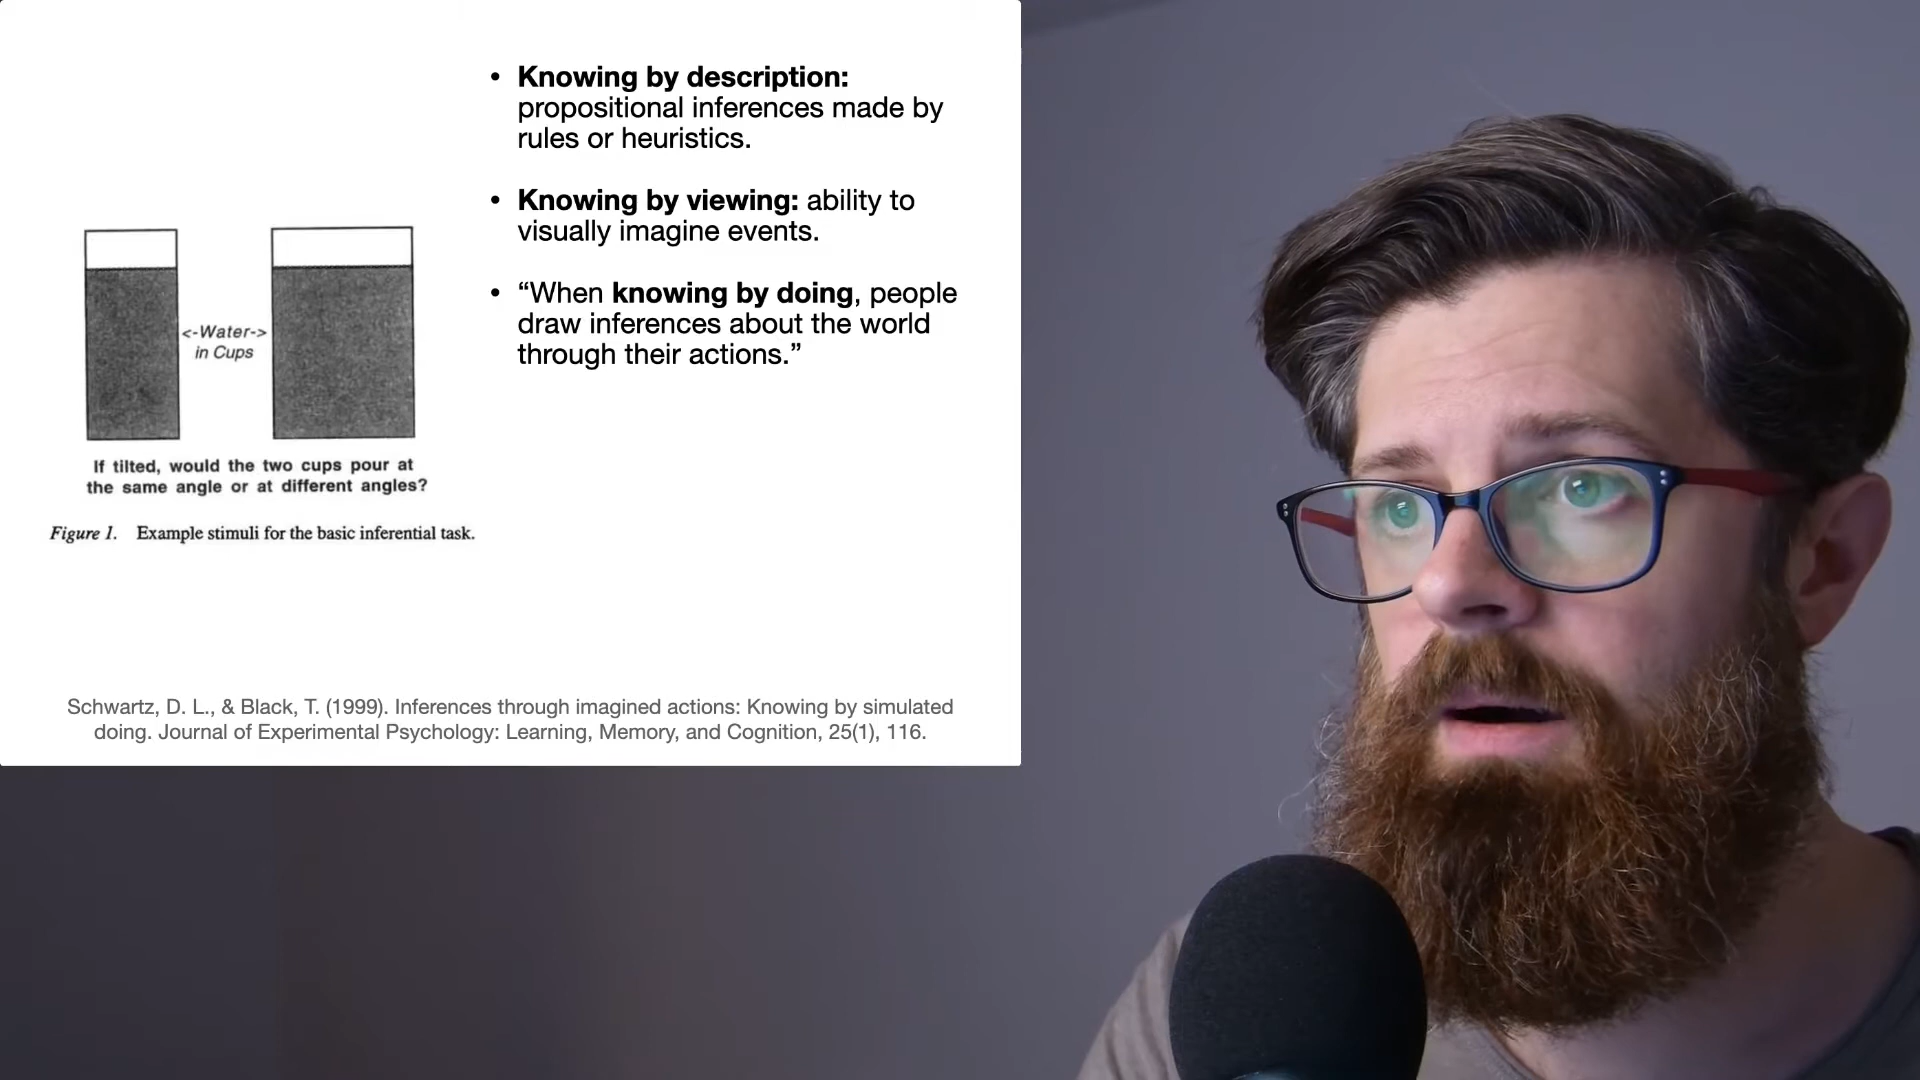 • Knowing by description:
propositional inferences made by
rules or heuristics.
• Knowing by viewing: ability to
visually imagine events.
• “When knowing by doing, people
draw inferences about the world
through their actions.”
<-Water->
in Cups
If tilted, would the two cups pour at
the same angle or at different angles?
Figure 1. Example stimuli for the basic inferential task.
Schwartz, D. L., & Black, T. (1999). Inferences through imagined actions: Knowing by simulated
doing. Journal of Experimental Psychology: Learning, Memory, and Cognition, 25(1), 116.